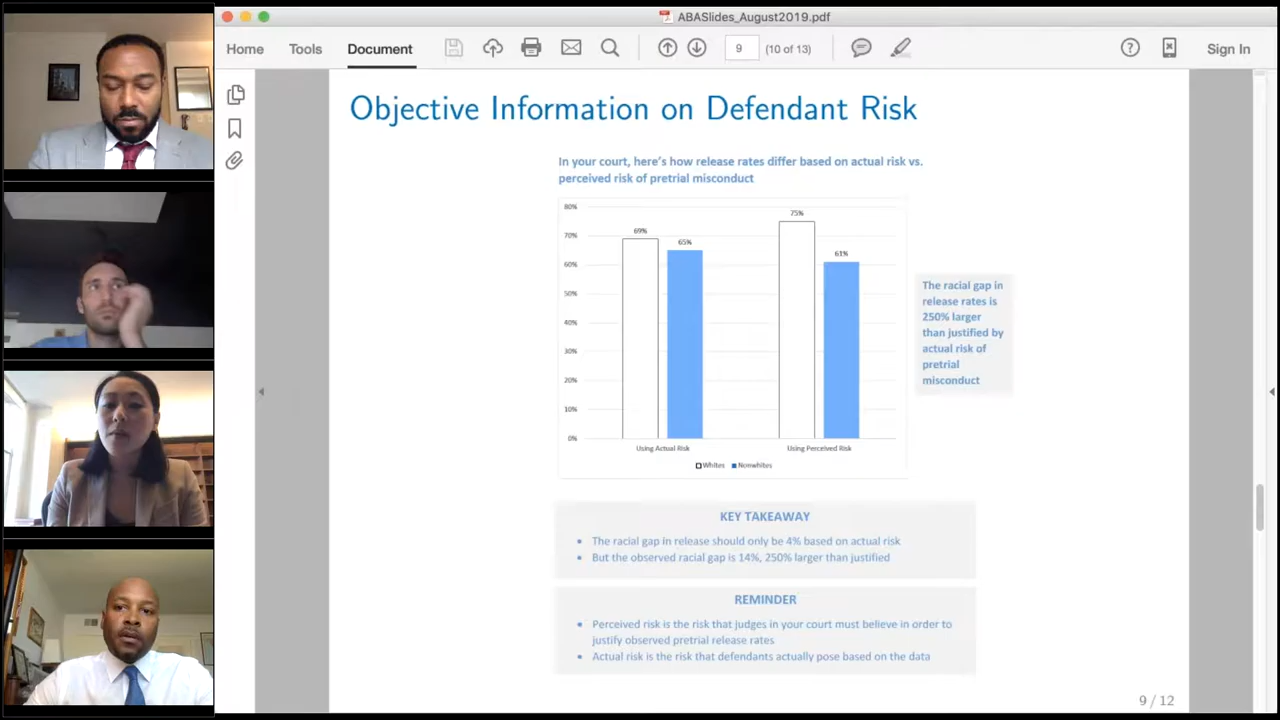 ABASlides_August2019.pdf
Home Tools Document 9 (10 of 13) Sign In
Objective Information on Defendant Risk
In your court, here's how release rates differ based on actual risk vs.
perceived risk of pretrial misconduct
80%
70%
60%
50%
40%
30%
20%
10%
0%
69%
65%
75%
61%
Using Actual Risk
Using Perceived Risk
Whites Nonwhites
The racial gap in
release rates is
250% larger
than justified by
actual risk of
pretrial
misconduct
KEY TAKEAWAY
• The racial gap in release should only be 4% based on actual risk
• But the observed racial gap is 14%, 250% larger than justified
REMINDER
• Perceived risk is the risk that judges in your court must believe in order to
justify observed pretrial release rates
• Actual risk is the risk that defendants actually pose based on the data
9 / 12